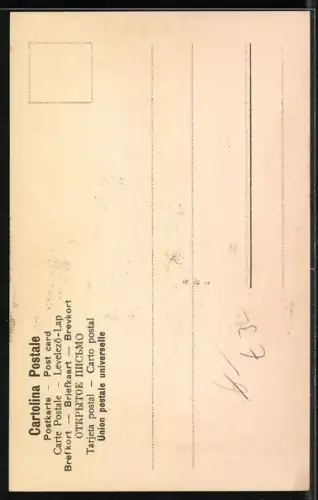 Cartolina Postale
Postkarte - Post card
Carte Postale - Levelező-Lap
Brefkort — Briefkaart — Brevkort
ОТКРЫТОЕ ПИСЬМО
Tarjeta postal — Carto postal
Union postale universelle